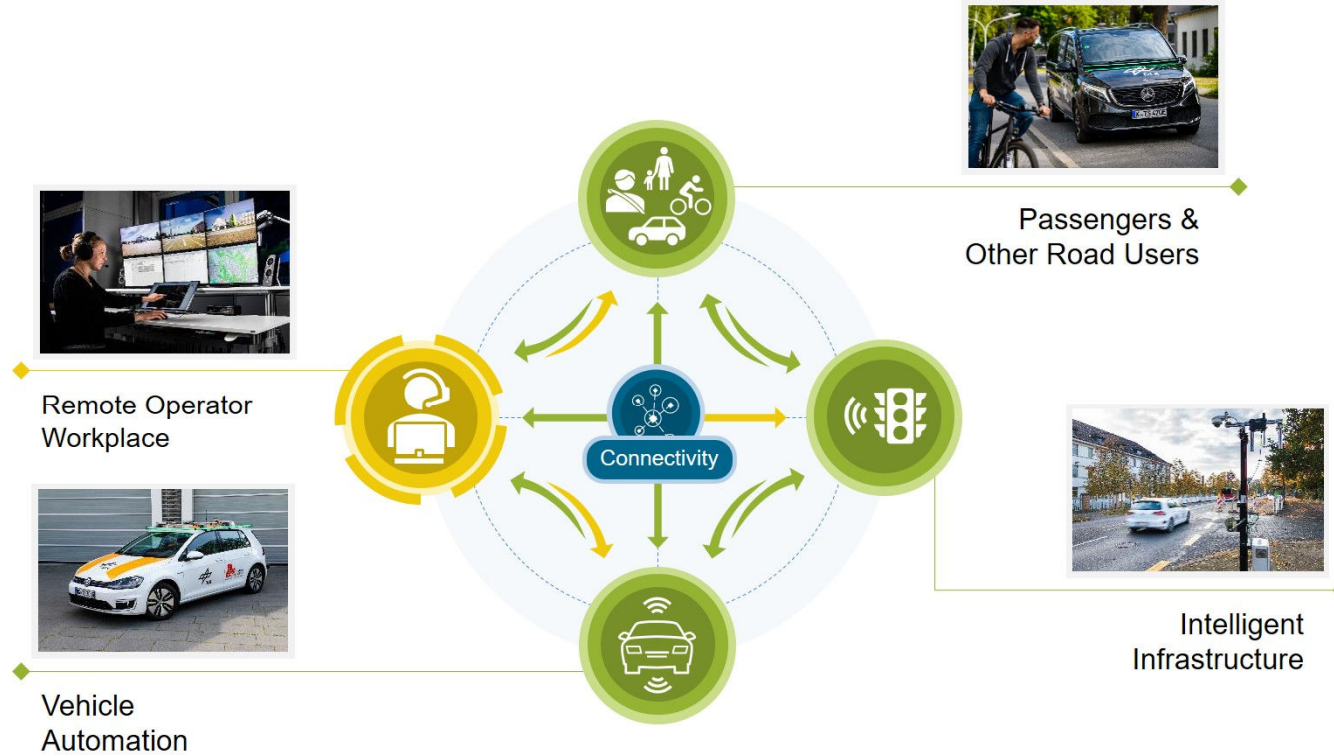 Passengers &
Other Road Users
Remote Operator
Workplace
Connectivity
Intelligent
Infrastructure
Vehicle
Automation